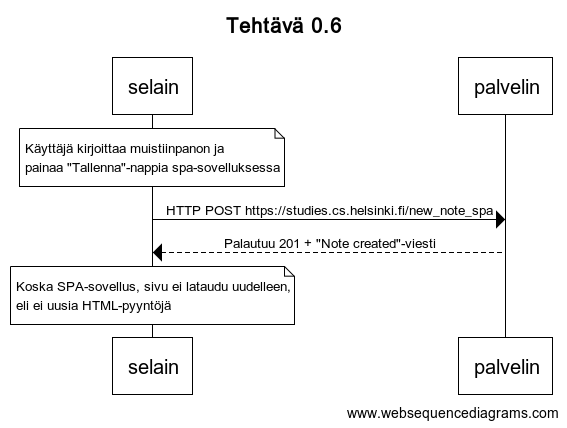 Tehtävä 0.6
selain
palvelin
Käyttäjä kirjoittaa muistiinpanon ja
painaa "Tallenna"-nappia spa-sovelluksessa
HTTP POST https://studies.cs.helsinki.fi/new_note_spa
Palautuu 201 + "Note created"-viesti
Koska SPA-sovellus, sivu ei lataudu uudelleen,
eli ei uusia HTML-pyyntöjä
selain
palvelin
www.websequencediagrams.com